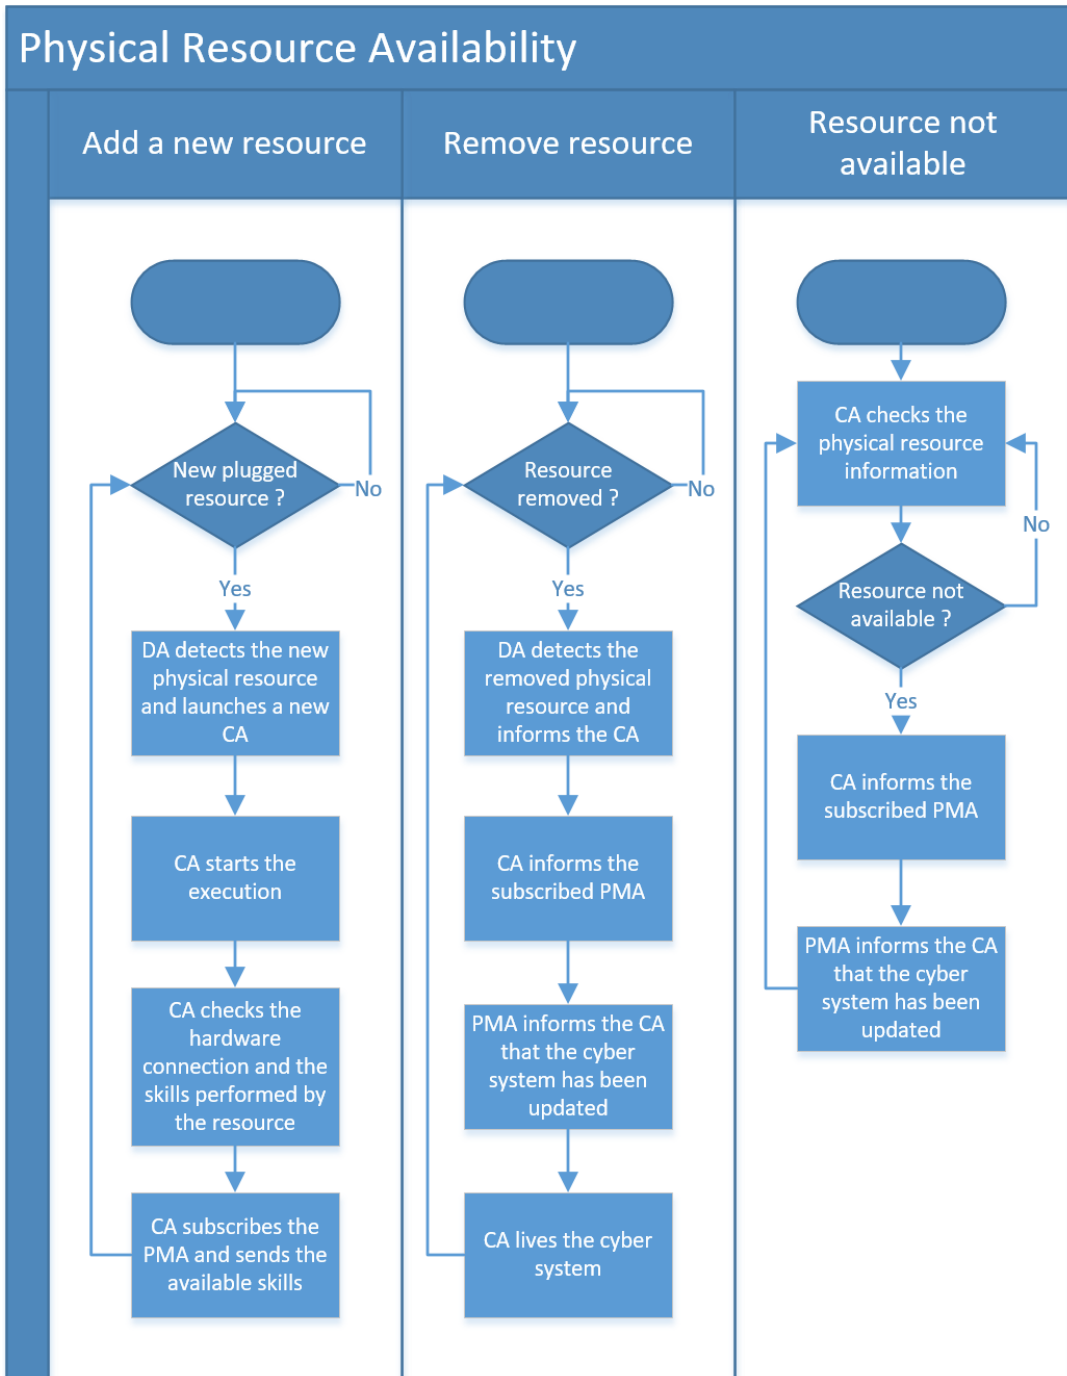 Physical Resource Availability
Add a new resource
Remove resource
Resource not
available
New plugged
resource ?
No
Yes
DA detects the new
physical resource
and launches a new
CA
CA starts the
execution
CA checks the
hardware
connection and the
skills performed by
the resource
CA subscribes the
PMA and sends the
available skills
Resource
removed ?
No
Yes
DA detects the
removed physical
resource and
informs the CA
CA informs the
subscribed PMA
PMA informs the CA
that the cyber
system has been
updated
CA lives the cyber
system
CA checks the
physical resource
information
No
Resource not
available ?
Yes
CA informs the
subscribed PMA
PMA informs the CA
that the cyber
system has been
updated